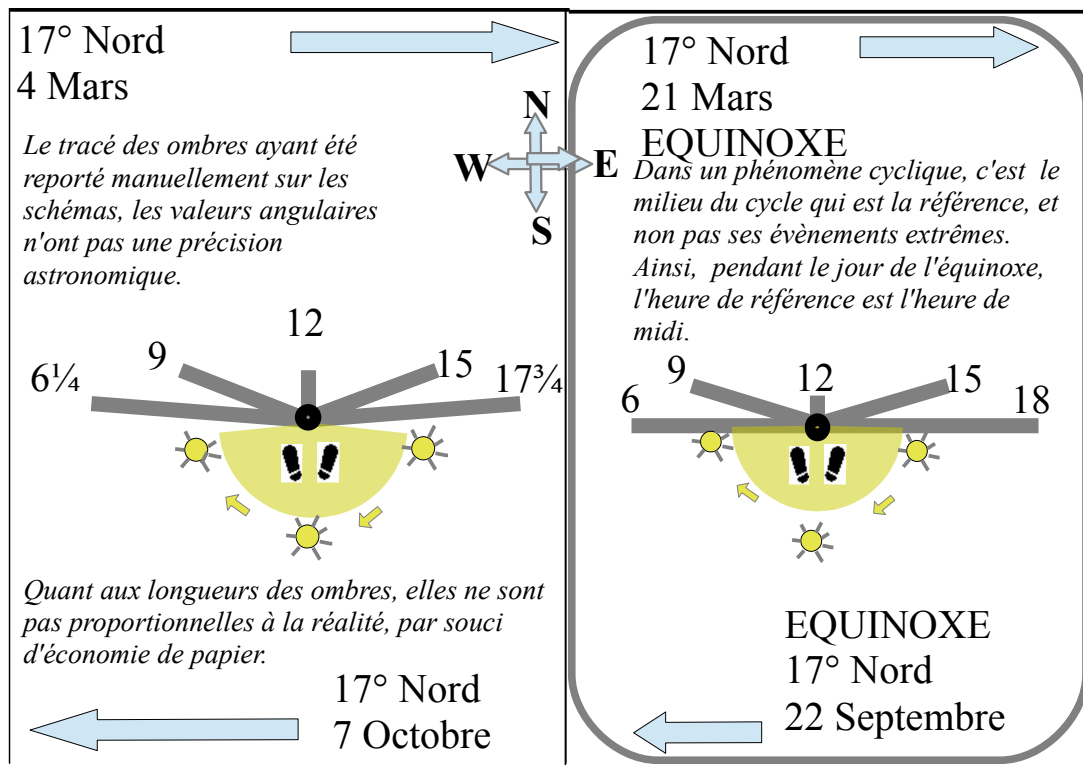 17° Nord
4 Mars
Le tracé des ombres ayant été
reporté manuellement sur les
schémas, les valeurs angulaires
n'ont pas une précision
astronomique.
N
W
E
S
12
9
15
6¼
17¾
Quant aux longueurs des ombres, elles ne sont
pas proportionnelles à la réalité, par souci
d'économie de papier.
17° Nord
7 Octobre
17° Nord
21 Mars
EQUINOXE
Dans un phénomène cyclique, c'est le
milieu du cycle qui est la référence, et
non pas ses évènements extrêmes.
Ainsi, pendant le jour de l'équinoxe,
l'heure de référence est l'heure de
midi.
9
12
15
6
18
EQUINOXE
17° Nord
22 Septembre